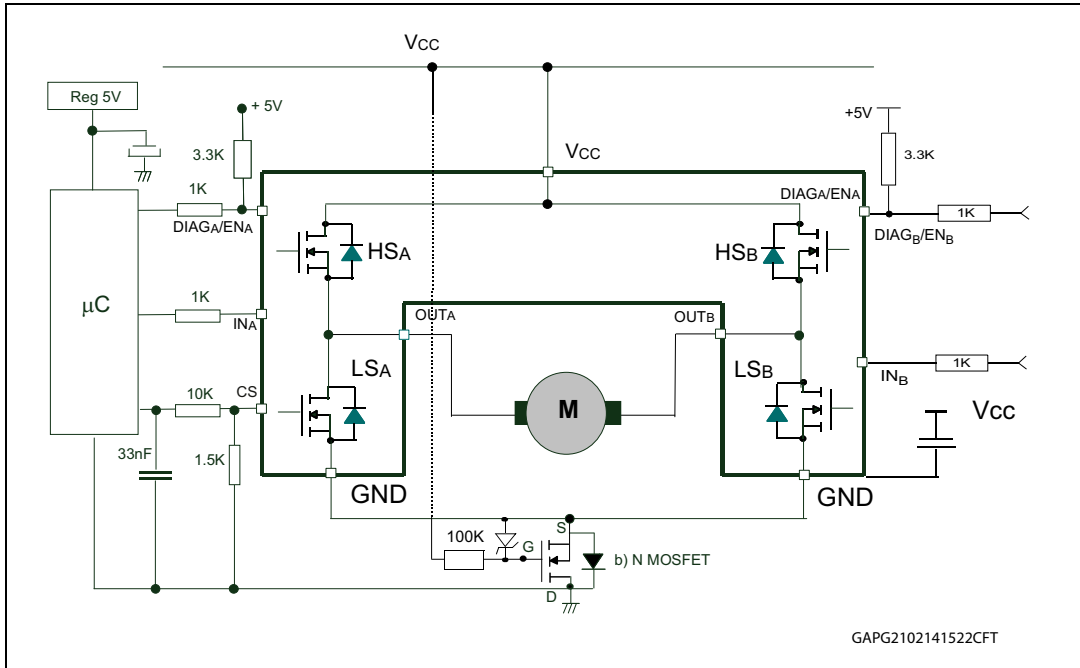 VCC
Reg 5V
+ 5V
+5V
3.3K
VCC
3.3K
1K
DIAGA/ENA
DIAGA/ENA
1K
DIAGB/ENB
HSA
HSB
µC
1K
INA
OUTA
OUTB
LSA
LSB
1K
INB
CS
10K
M
VCC
33nF
1.5K
GND
GND
100K
S
G
b) N MOSFET
D
GAPG2102141522CFT